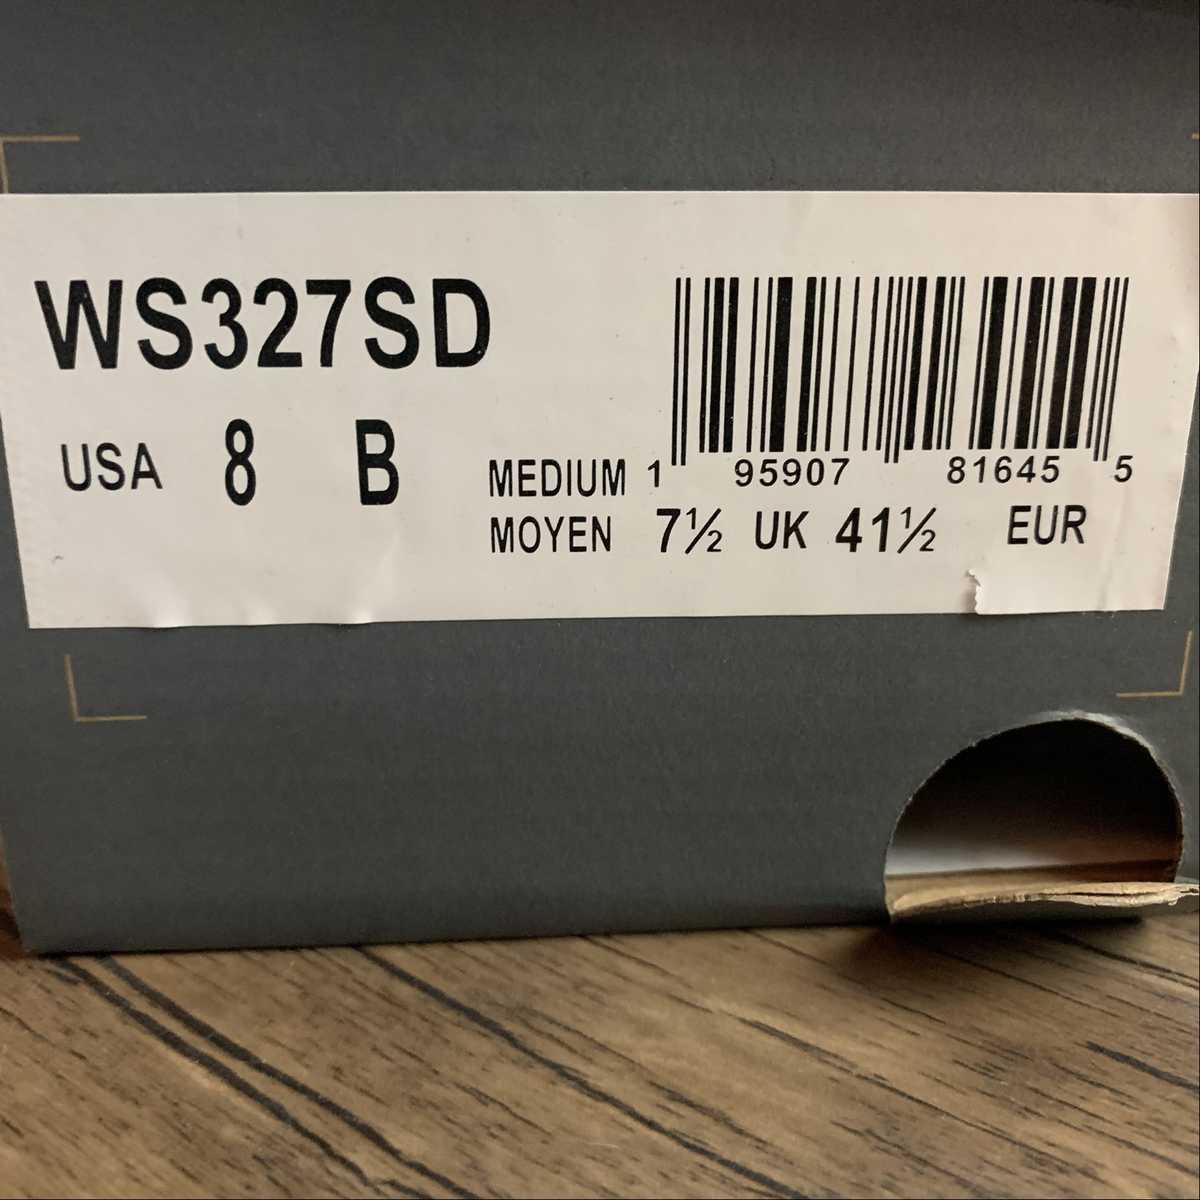 WS327SD
USA 8 B
MEDIUM 1 95907 81645 5
MOYEN 7½ UK 41½ EUR